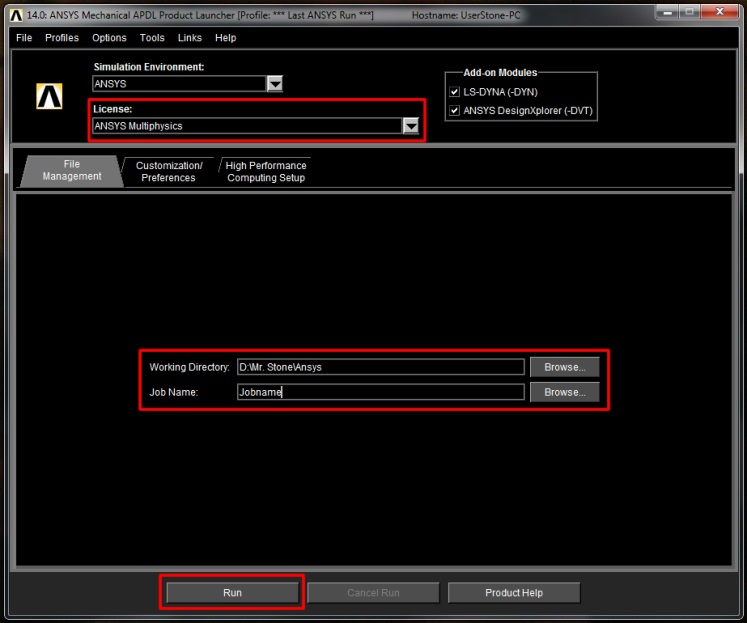 14.0: ANSYS Mechanical APDL Product Launcher [Profile: *** Last ANSYS Run ***] Hostname: UserStone-PC
File Profiles Options Tools Links Help
Simulation Environment:
ANSYS
License:
ANSYS Multiphysics
Add-on Modules
LS-DYNA (-DYN)
ANSYS DesignXplorer (-DVT)
File
Management
Customization/
Preferences
High Performance
Computing Setup
Working Directory: D:\Mr. Stone\Ansys Browse...
Job Name: Jobname Browse...
Run Cancel Run Product Help